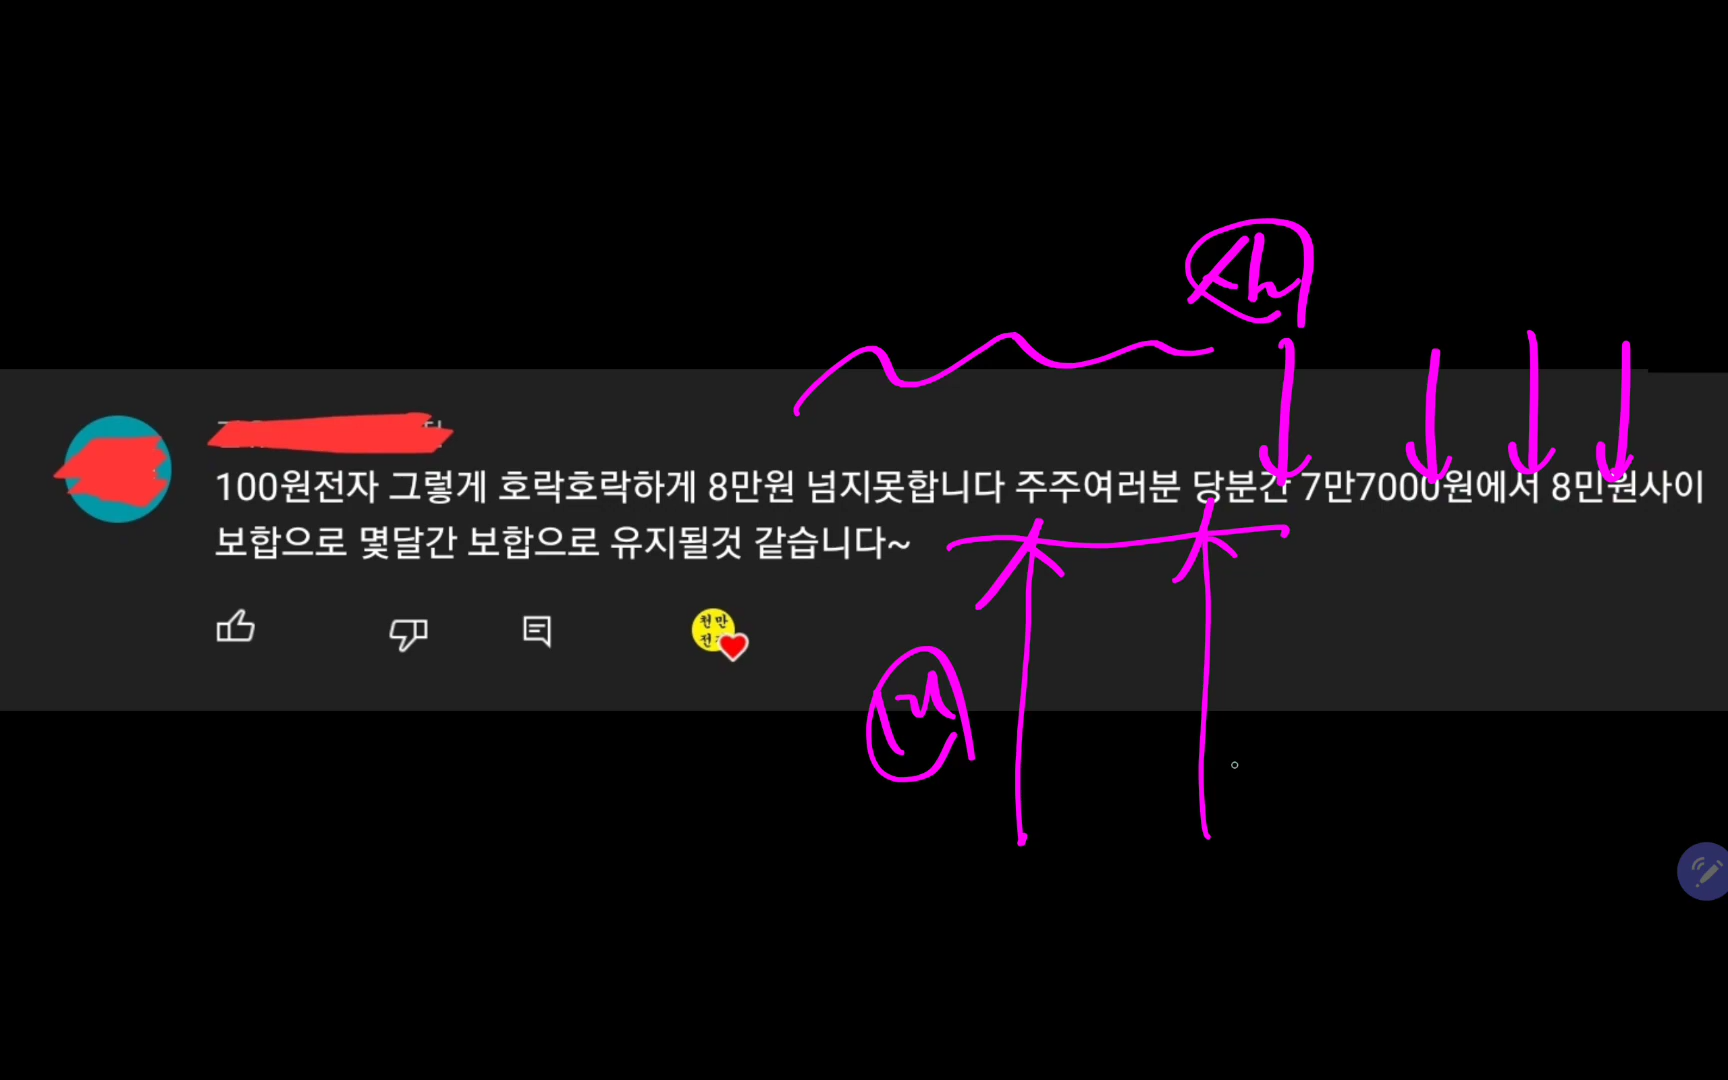 100원전자 그렇게 호락호락하게 8만원 넘지못합니다 주주여러분 당분간 7만7000원에서 8만원사이
보합으로 몇달간 보합으로 유지될것 같습니다~
천만